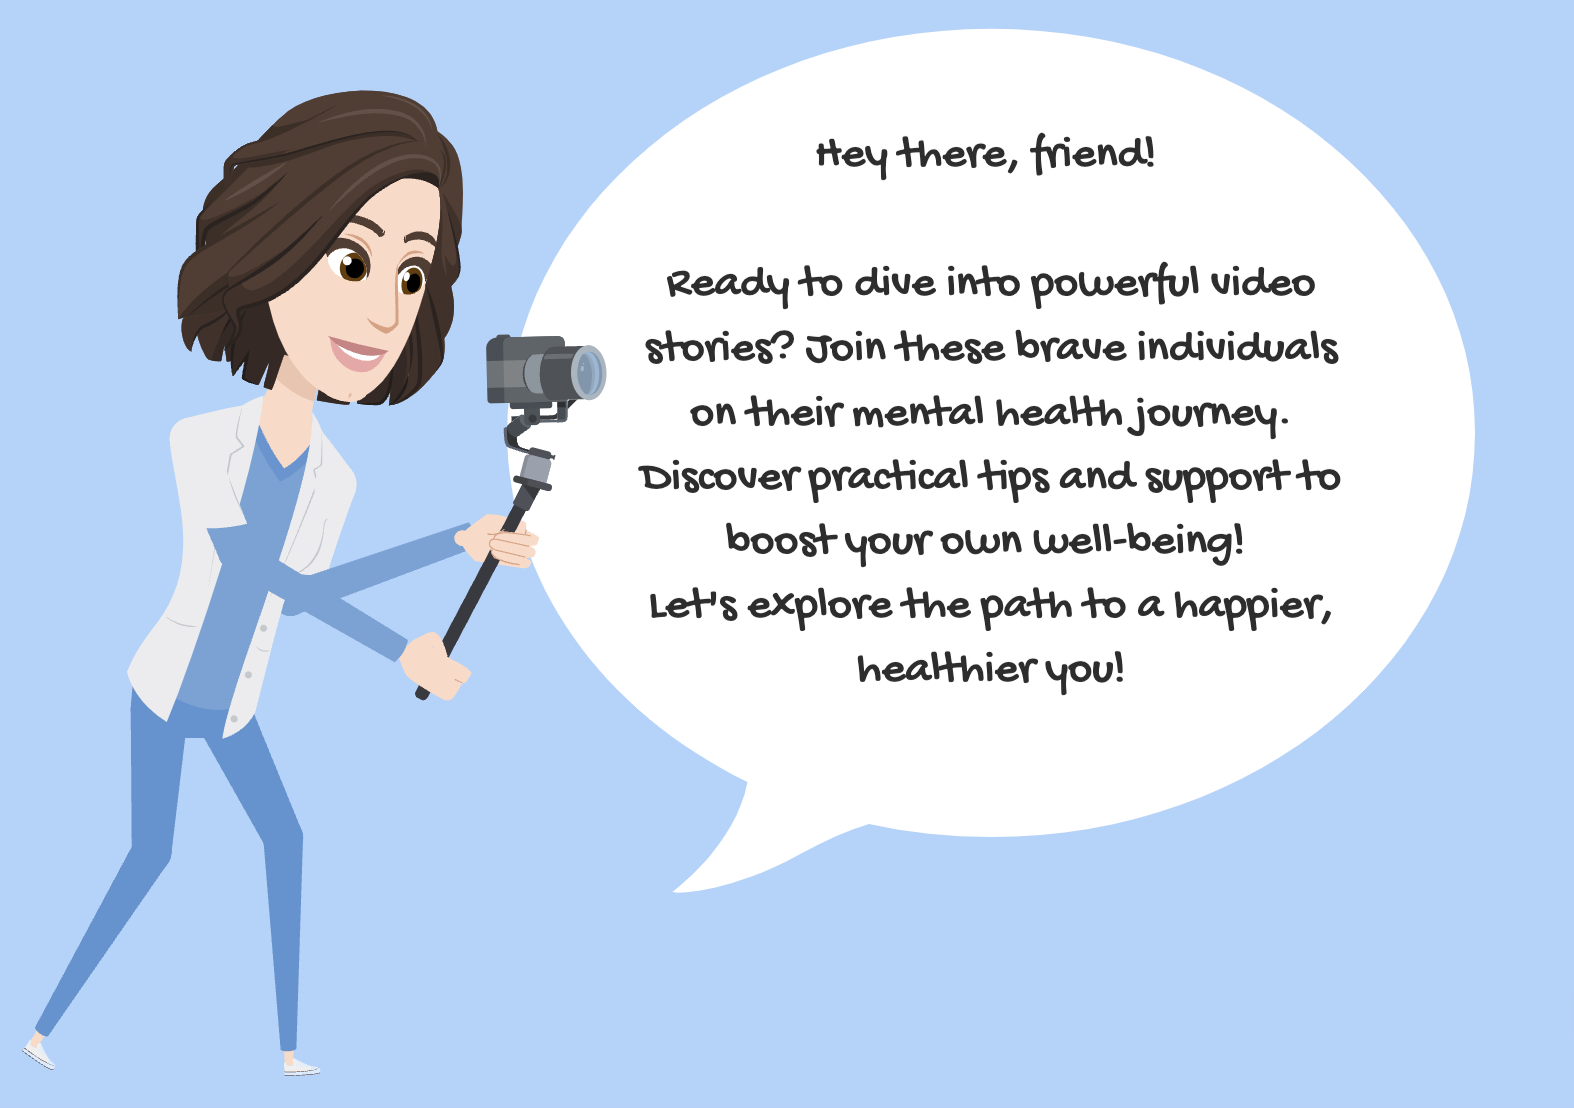 Hey there, friend!
Ready to dive into powerful video
stories? Join these brave individuals
on their mental health journey.
Discover practical tips and support to
boost your own well-being!
Let's explore the path to a happier,
healthier you!